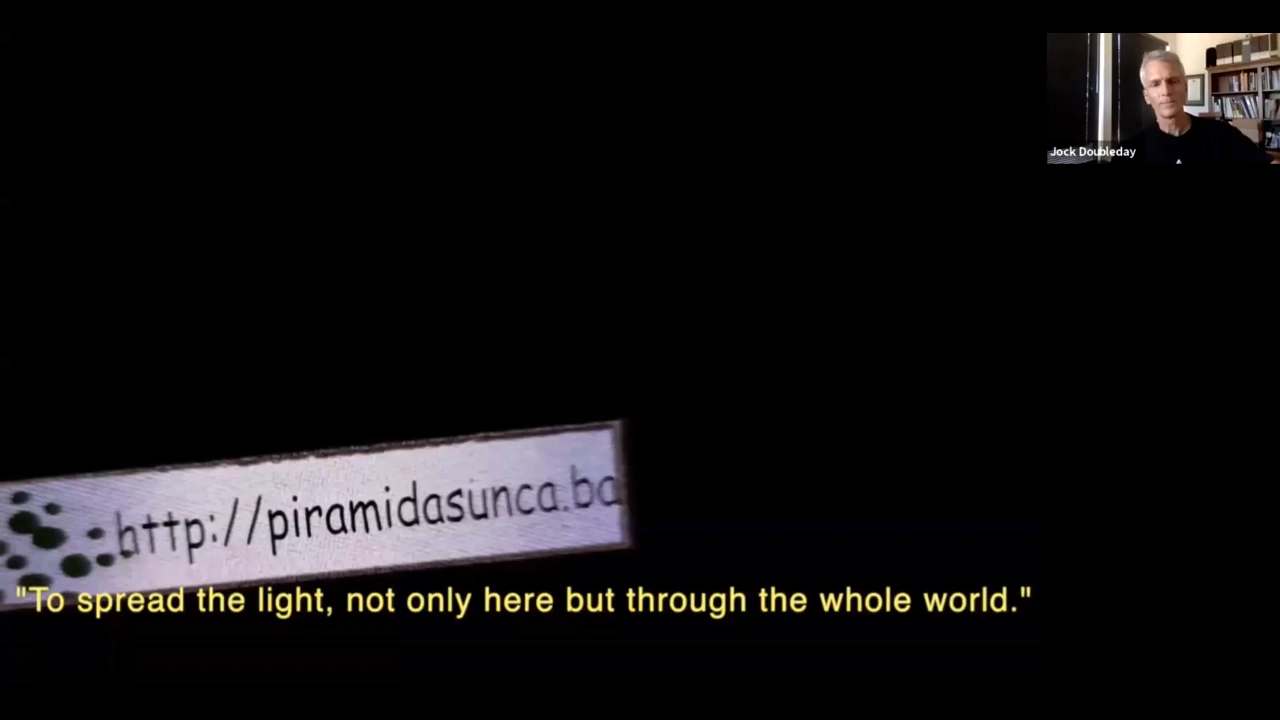 Jock Doubleday
http://piramidasunca.ba
"To spread the light, not only here but through the whole world."